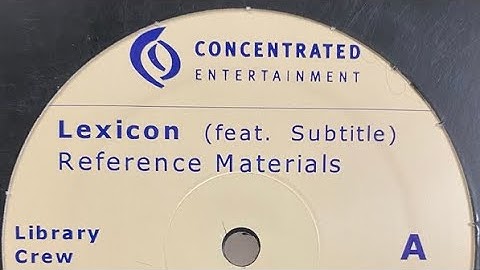 CONCENTRATED
ENTERTAINMENT
Lexicon (feat. Subtitle)
Reference Materials
Library
Crew
A